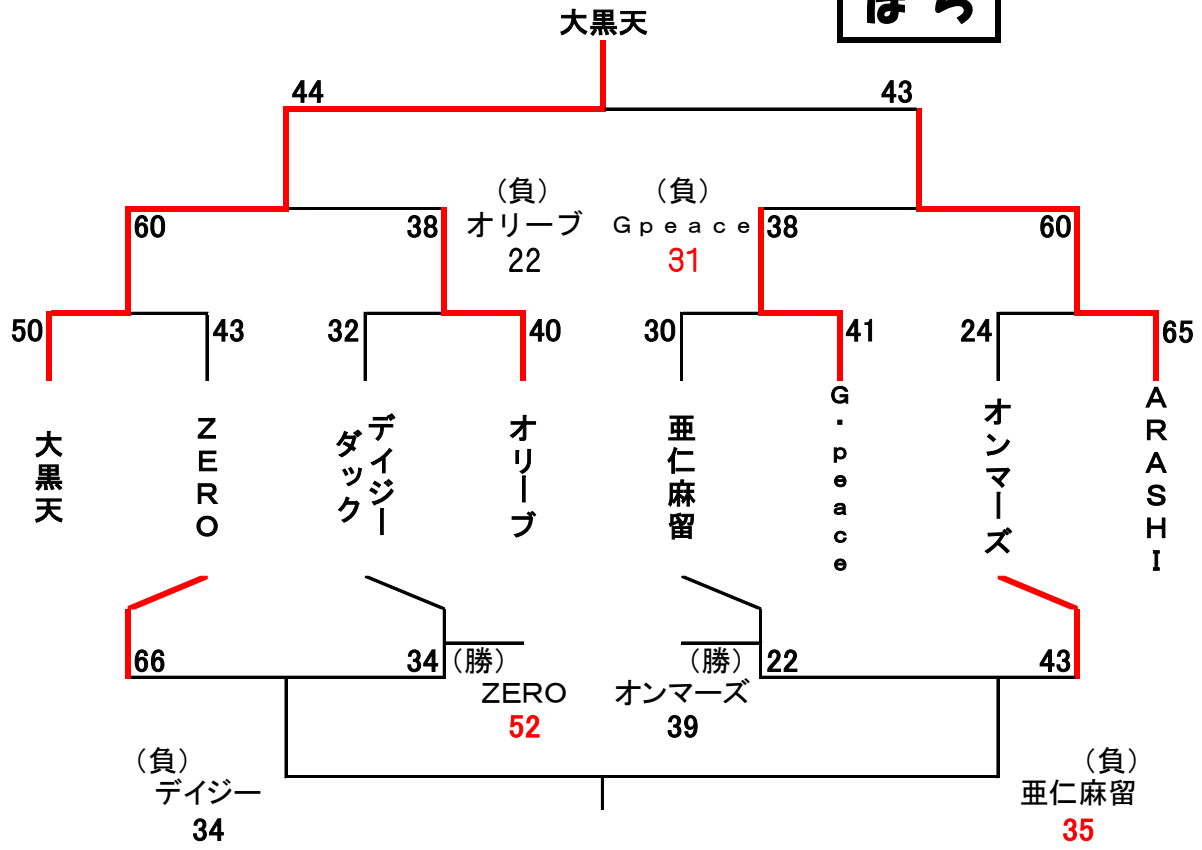 ばら
大黒天
44
43
（負）
（負）
60
38
オリーブ
Ｇｐｅａｃｅ
38
60
22
31
50
43
32
40
30
41
24
65
大黒天
ＺＥＲＯ
デイジー
ダック
オリーブ
亜仁麻留
Ｇ・ｐｅａｃｅ
オンマーズ
ＡＲＡＳＨＩ
66
34
（勝）
（勝）
22
43
ZERO
オンマーズ
52
39
（負）
（負）
デイジー
亜仁麻留
34
35